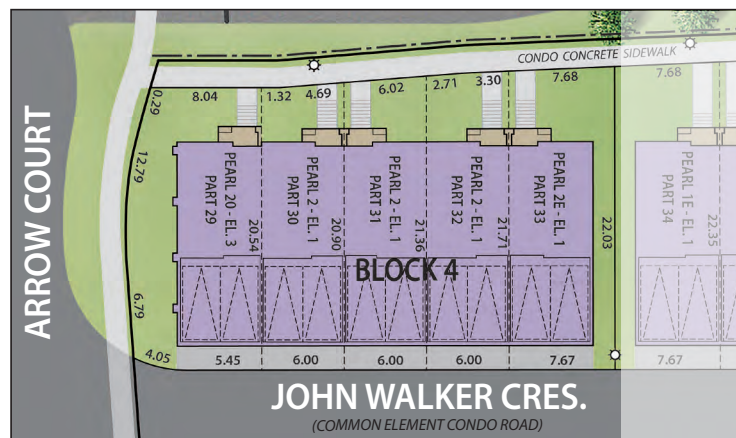 CONDO CONCRETE SIDEWALK
0.29
8.04
1.32
4.69
6.02
2.71
3.30
7.68
7.68
ARROW COURT
12.79
6.79
4.05
PEARL 20 - EL. 3
PART 29
20.54
PEARL 2 - EL. 1
PART 30
20.90
PEARL 2 - EL. 1
PART 31
21.36
PEARL 2 - EL. 1
PART 32
21.71
PEARL 2E - EL. 1
PART 33
22.03
PEARL 1E - EL. 1
PART 34
22.35
BLOCK 4
5.45
6.00
6.00
6.00
7.67
7.67
JOHN WALKER CRES.
(COMMON ELEMENT CONDO ROAD)